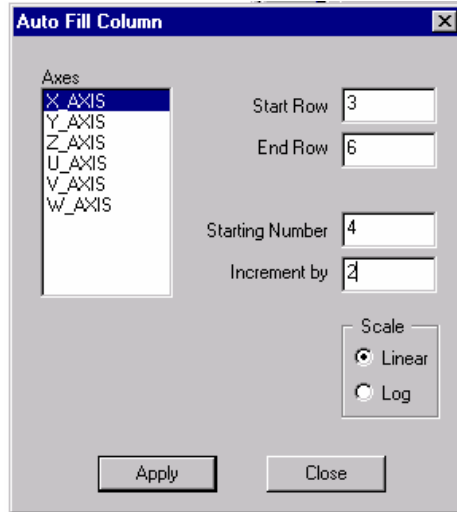 Auto Fill Column
Axes
X_AXIS
Y_AXIS
Z_AXIS
U_AXIS
V_AXIS
W_AXIS
Start Row 3
End Row 6
Starting Number 4
Increment by 2
Scale
Linear
Log
Apply Close